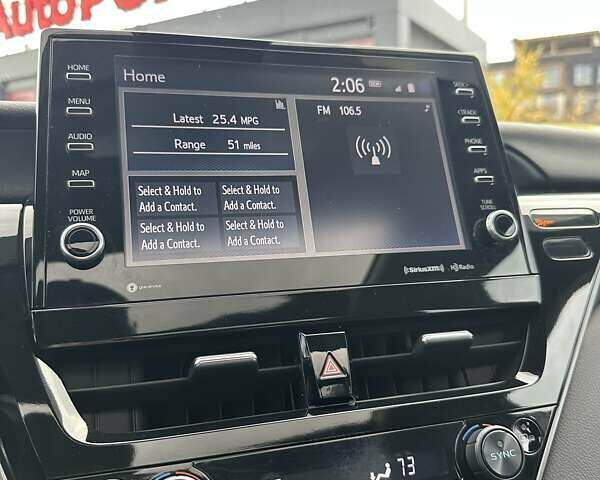 AutoPo
HOME
MENU
AUDIO
MAP
POWER
VOLUME
Home
2:06
Latest 25.4 MPG
Range 51 miles
Select & Hold to
Add a Contact.
Select & Hold to
Add a Contact.
Select & Hold to
Add a Contact.
Select & Hold to
Add a Contact.
FM 106.5
SEEK>
<TRACK
PHONE
APPS
TUNE
SCROLL
SiriusXM
HD Radio
73
SYNC